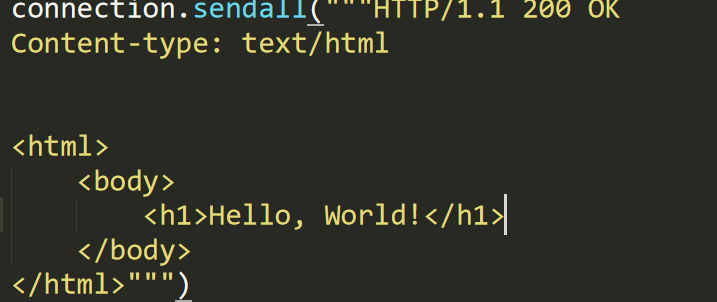 connection.sendall("""HTTP/1.1 200 OK
Content-type: text/html
<html>
    <body>
        <h1>Hello, World!</h1>
    </body>
</html>""")